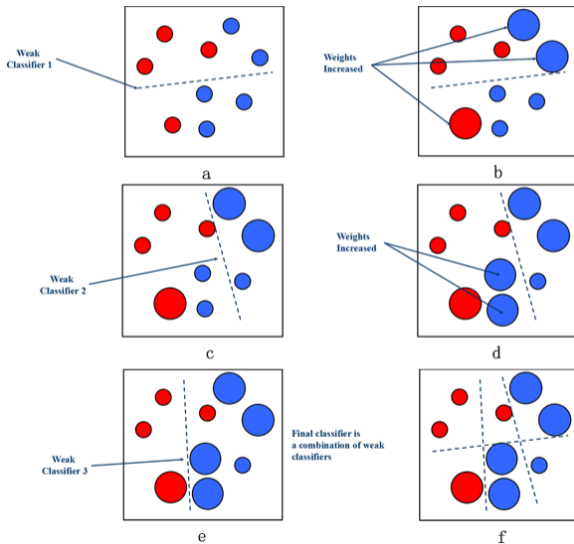 Weak
Classifier 1
a
Weights
Increased
b
Weak
Classifier 2
c
Weights
Increased
d
Weak
Classifier 3
e
Final classifier is
a combination of weak
classifiers
f